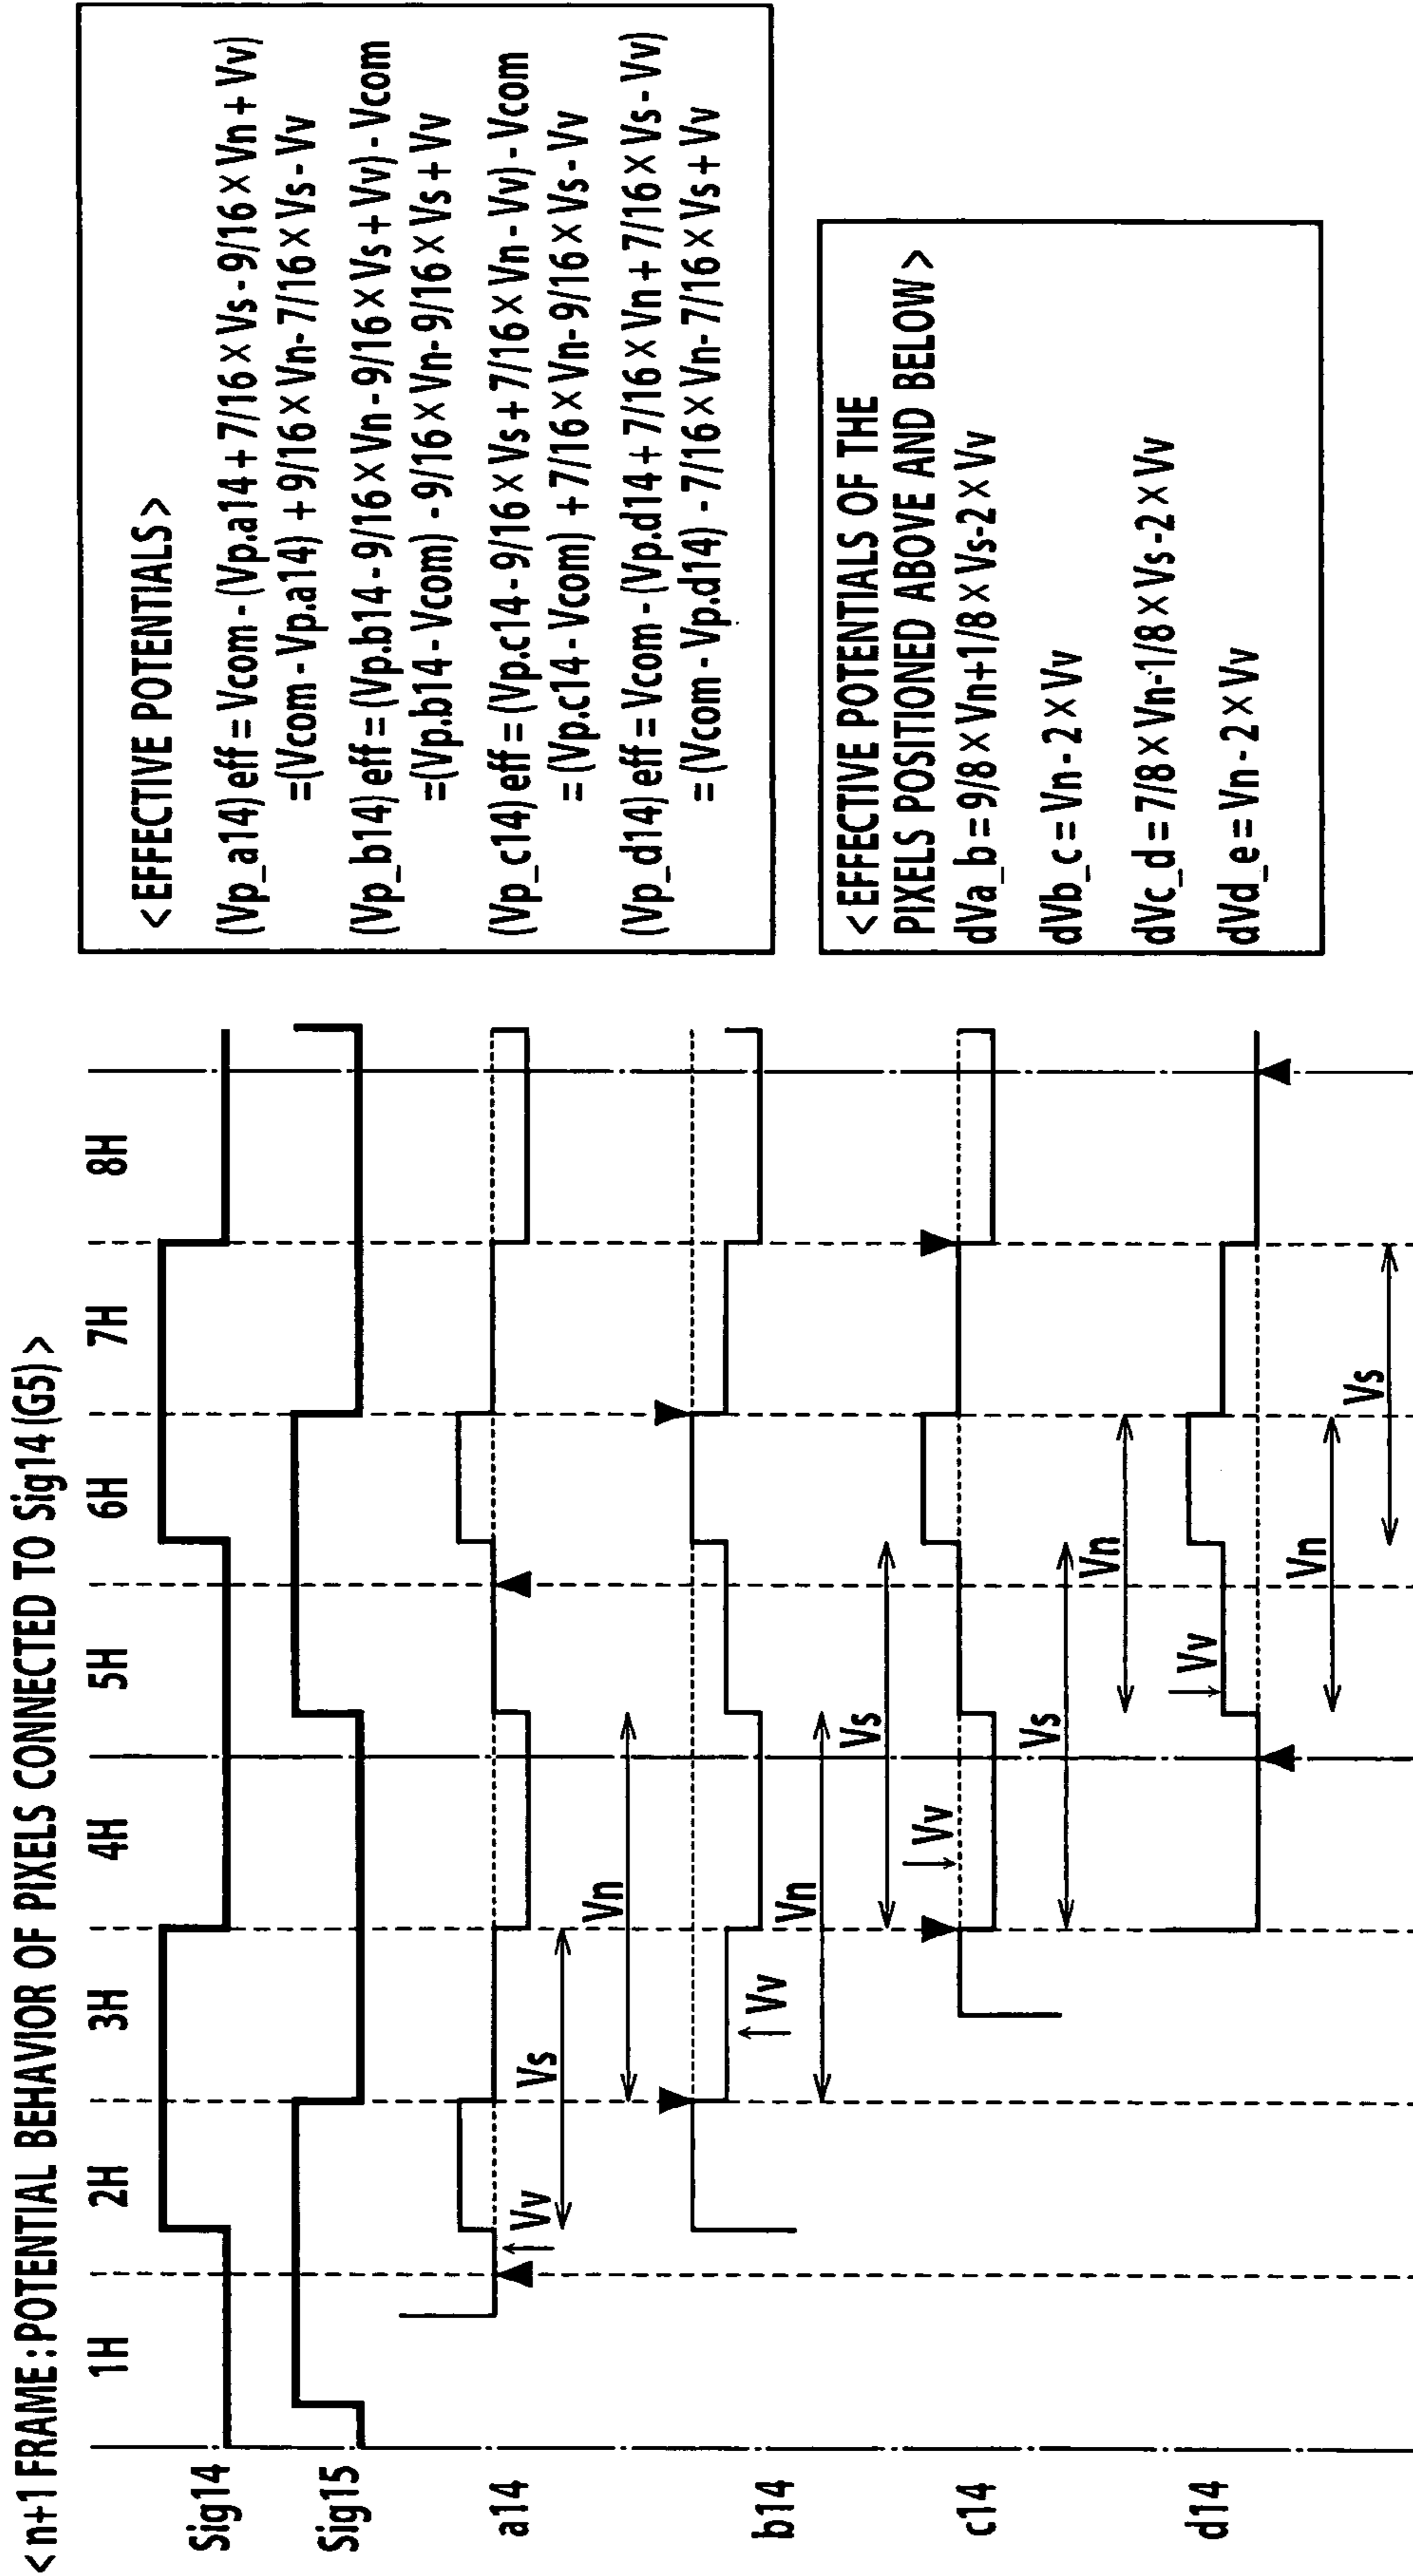 <n+1 FRAME:POTENTIAL BEHAVIOR OF PIXELS CONNECTED TO Sig14(G5)>
1H 2H 3H 4H 5H 6H 7H 8H
Sig14
Sig15
a14
Vv
Vs
Vn
b14
Vv
Vn
Vs
c14
Vv
Vs
Vn
d14
Vv
Vn
Vs
<EFFECTIVE POTENTIALS>
(Vp_a14) eff = Vcom - (Vp.a14 + 7/16 × Vs - 9/16 × Vn + Vv)
=(Vcom - Vp.a14) + 9/16 × Vn- 7/16 × Vs - Vv
(Vp_b14) eff = (Vp.b14 - 9/16 × Vn - 9/16 × Vs + Vv) - Vcom
=(Vp.b14 - Vcom) - 9/16 × Vn- 9/16 × Vs + Vv
(Vp_c14) eff = (Vp.c14 - 9/16 × Vs + 7/16 × Vn - Vv) - Vcom
= (Vp.c14 - Vcom) + 7/16 × Vn- 9/16 × Vs - Vv
(Vp_d14) eff = Vcom - (Vp.d14 + 7/16 × Vn + 7/16 × Vs - Vv)
= (Vcom - Vp.d14) - 7/16 × Vn- 7/16 × Vs + Vv
<EFFECTIVE POTENTIALS OF THE
PIXELS POSITIONED ABOVE AND BELOW>
dVa_b = 9/8 × Vn+1/8 × Vs-2 × Vv
dVb_c = Vn - 2 × Vv
dVc_d = 7/8 × Vn-1/8 × Vs-2 × Vv
dVd_e = Vn - 2 × Vv